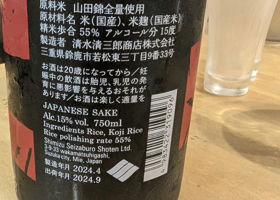 原料米 山田錦全量使用
原材料名 米(国産)、米麹(国産米)
精米歩合 55% アルコール分 15度
製造者 清水清三郎商店株式会社
三重県鈴鹿市若松東三丁目9番33号
お酒は20歳になってから/妊
娠中の飲酒は胎児、乳児の発
育に悪影響を与えるおそれが
あります/お酒は楽しく適量を
JAPANESE SAKE
Alc.15% vol. 750ml
Ingredients Rice, Koji Rice
Rice polishing rate 55%
Shimizu Seizaburo Shoten Ltd.
3-9-33 wakamatsuhigashi,
Suzuka city, Mie, Japan
製造年月 2024.4
出荷年月 2024.9